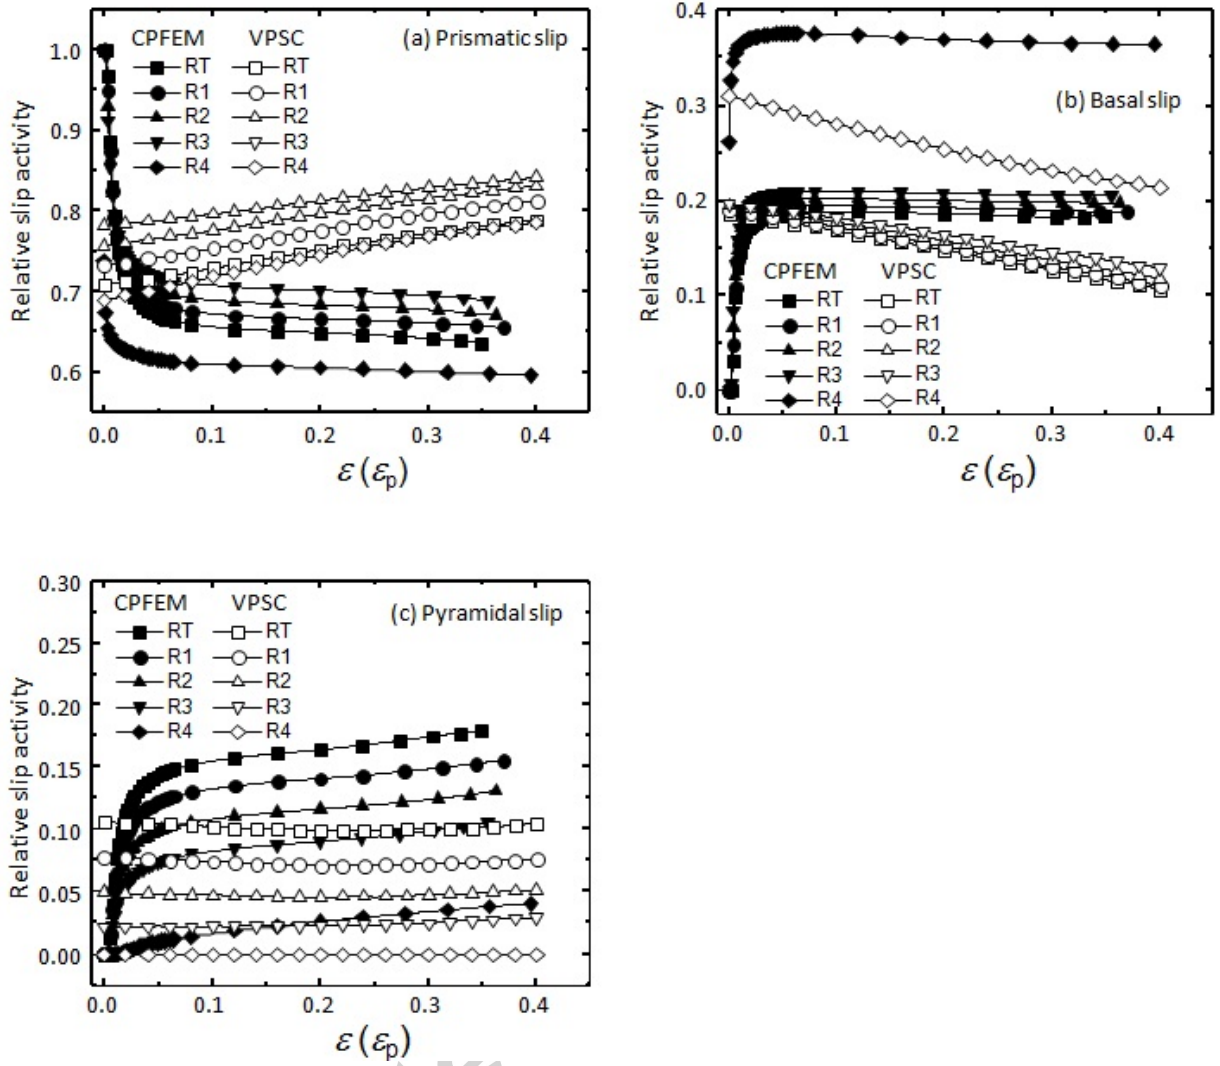 (a) Prismatic slip
CPFEM VPSC
RT RT
R1 R1
R2 R2
R3 R3
R4 R4
Relative slip activity
1.0
0.9
0.8
0.7
0.6
0.0 0.1 0.2 0.3 0.4
ε (εp)
(b) Basal slip
CPFEM VPSC
RT RT
R1 R1
R2 R2
R3 R3
R4 R4
Relative slip activity
0.4
0.3
0.2
0.1
0.0
0.0 0.1 0.2 0.3 0.4
ε (εp)
(c) Pyramidal slip
CPFEM VPSC
RT RT
R1 R1
R2 R2
R3 R3
R4 R4
Relative slip activity
0.30
0.25
0.20
0.15
0.10
0.05
0.00
0.0 0.1 0.2 0.3 0.4
ε (εp)